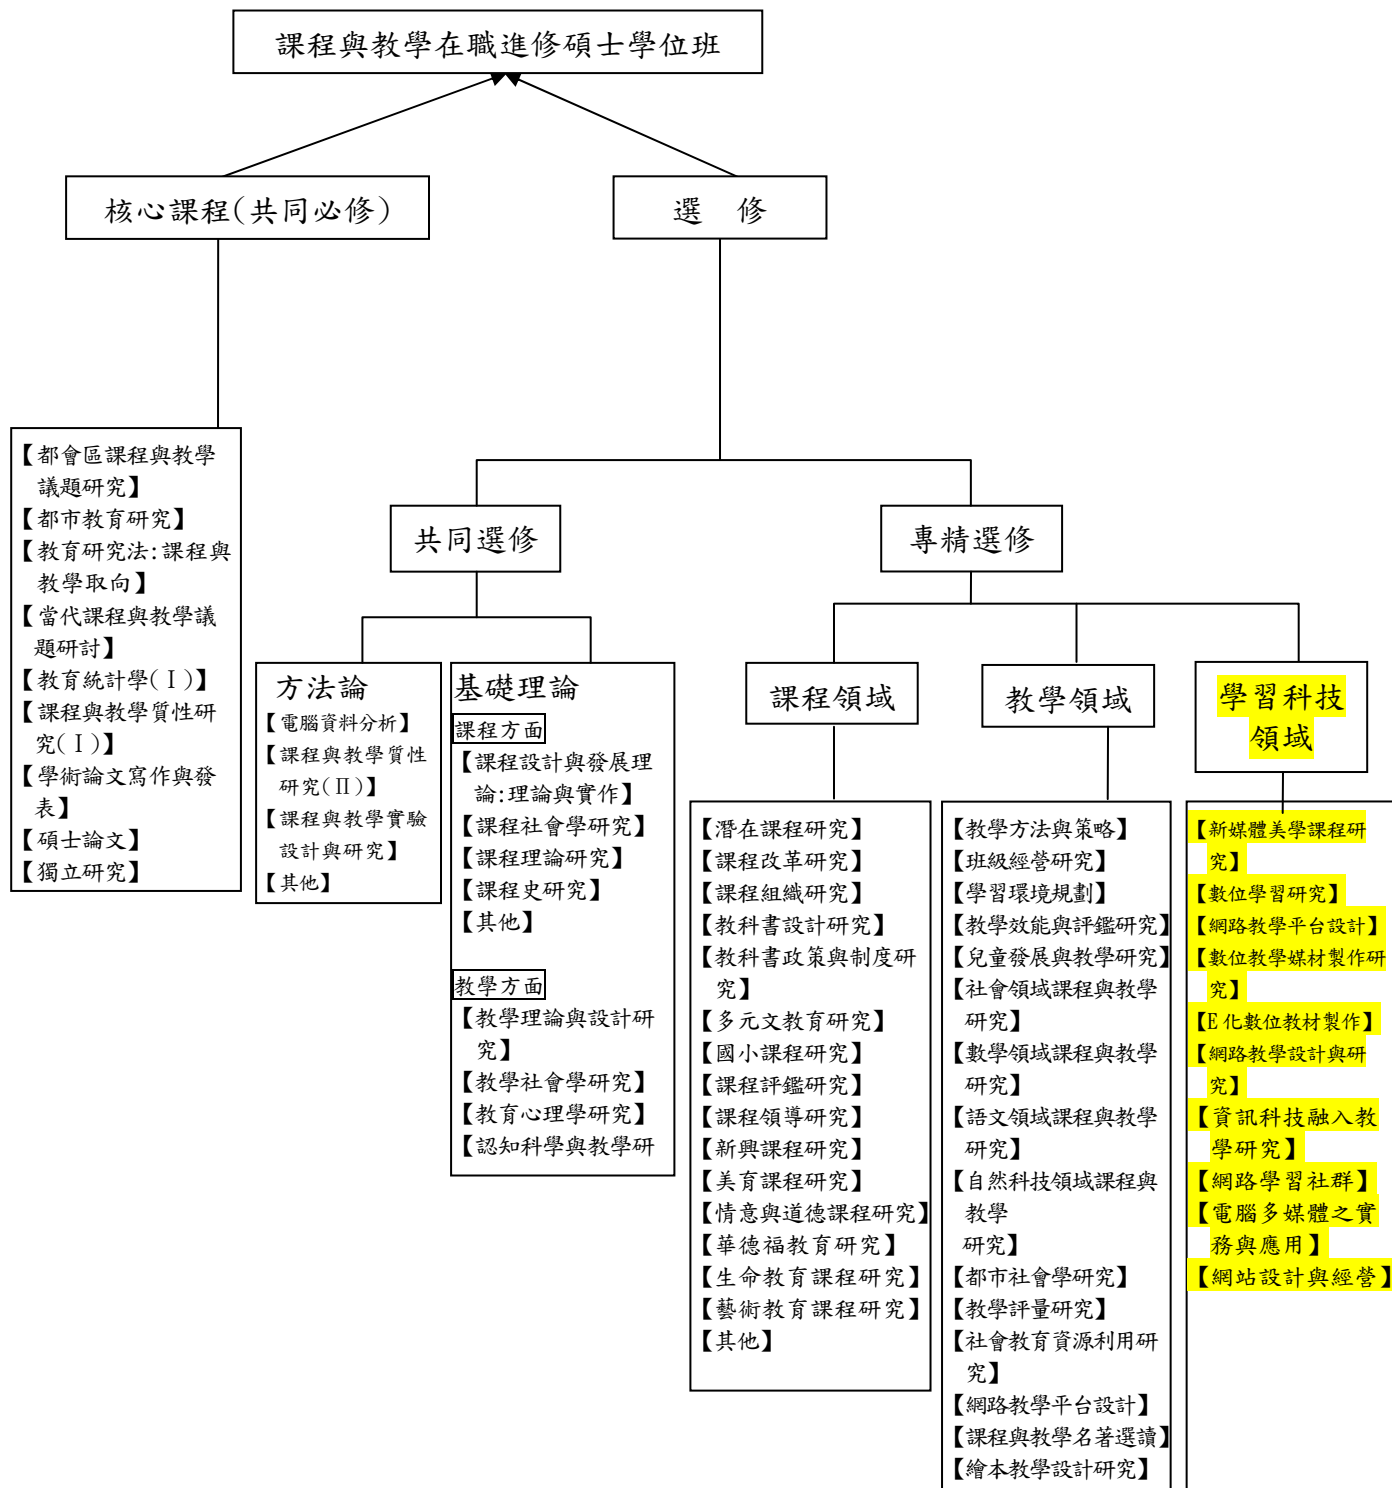 課程與教學在職進修碩士學位班
核心課程(共同必修)
選　修
【都會區課程與教學
議題研究】
【都市教育研究】
【教育研究法:課程與
教學取向】
【當代課程與教學議
題研討】
【教育統計學(Ⅰ)】
【課程與教學質性研
究(Ⅰ)】
【學術論文寫作與發
表】
【碩士論文】
【獨立研究】
共同選修
專精選修
方法論
【電腦資料分析】
【課程與教學質性
研究(Ⅱ)】
【課程與教學實驗
設計與研究】
【其他】
基礎理論
課程方面
【課程設計與發展理
論:理論與實作】
【課程社會學研究】
【課程理論研究】
【課程史研究】
【其他】
教學方面
【教學理論與設計研
究】
【教學社會學研究】
【教育心理學研究】
【認知科學與教學研
課程領域
【潛在課程研究】
【課程改革研究】
【課程組織研究】
【教科書設計研究】
【教科書政策與制度研
究】
【多元文教育研究】
【國小課程研究】
【課程評鑑研究】
【課程領導研究】
【新興課程研究】
【美育課程研究】
【情意與道德課程研究】
【華德福教育研究】
【生命教育課程研究】
【藝術教育課程研究】
【其他】
教學領域
【教學方法與策略】
【班級經營研究】
【學習環境規劃】
【教學效能與評鑑研究】
【兒童發展與教學研究】
【社會領域課程與教學
研究】
【數學領域課程與教學
研究】
【語文領域課程與教學
研究】
【自然科技領域課程與
教學
研究】
【都市社會學研究】
【教學評量研究】
【社會教育資源利用研
究】
【網路教學平台設計】
【課程與教學名著選讀】
【繪本教學設計研究】
學習科技
領域
【新媒體美學課程研
究】
【數位學習研究】
【網路教學平台設計】
【數位教學媒材製作研
究】
【E化數位教材製作】
【網路教學設計與研
究】
【資訊科技融入教
學研究】
【網路學習社群】
【電腦多媒體之實
務與應用】
【網站設計與經營】